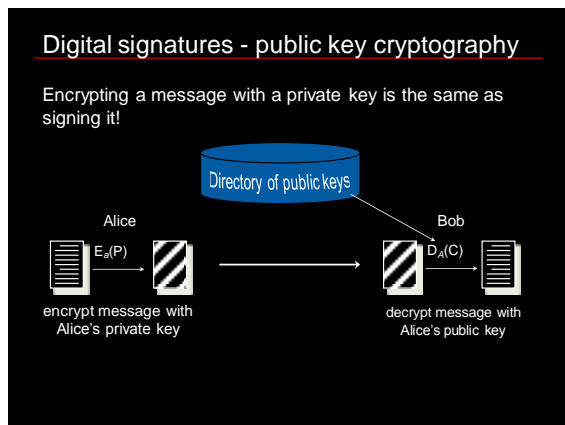 Digital signatures - public key cryptography
Encrypting a message with a private key is the same as
signing it!
Directory of public keys
Alice
Bob
Ea(P)
DA(C)
encrypt message with
Alice's private key
decrypt message with
Alice's public key